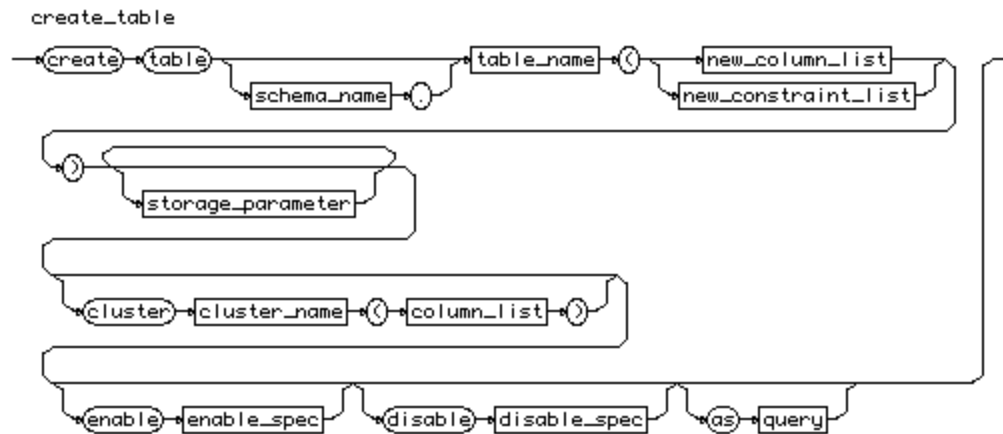 create_table
create table table_name ( new_column_list
schema_name . new_constraint_list
)
storage_parameter
cluster cluster_name ( column_list )
enable enable_spec disable disable_spec as query